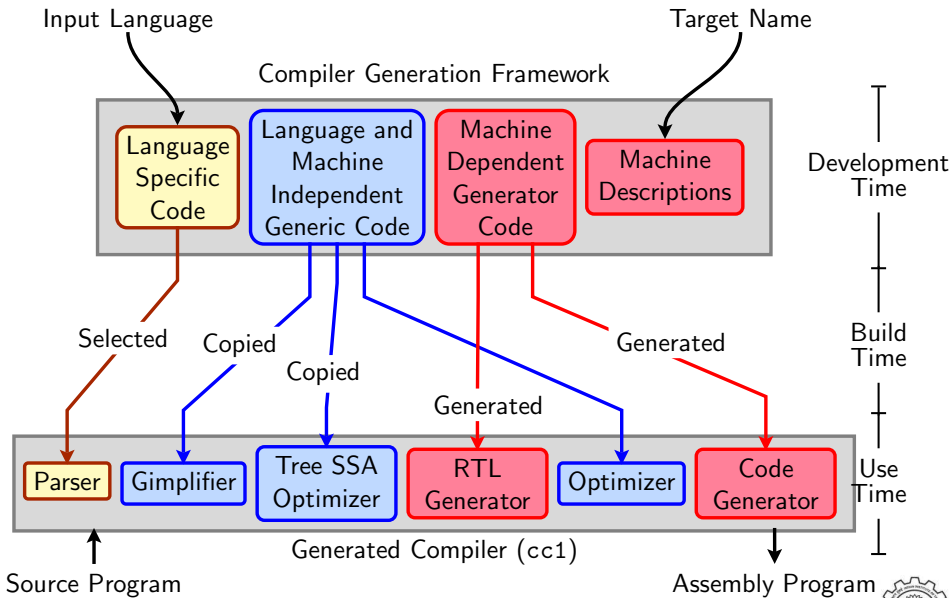 Input Language
Target Name
Compiler Generation Framework
Language
Specific
Code
Language and
Machine
Independent
Generic Code
Machine
Dependent
Generator
Code
Machine
Descriptions
Development
Time
Selected
Copied
Copied
Generated
Generated
Build
Time
Parser
Gimplifier
Tree SSA
Optimizer
RTL
Generator
Optimizer
Code
Generator
Use
Time
Generated Compiler (cc1)
Source Program
Assembly Program